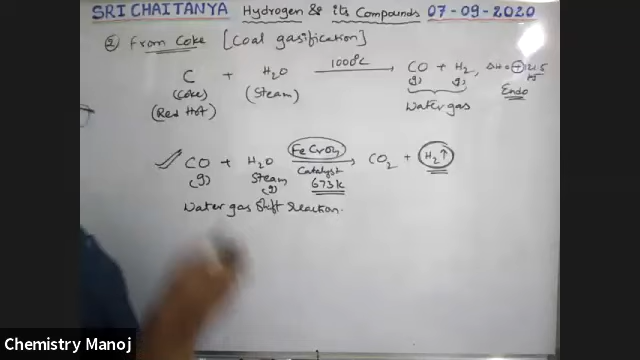 SRI CHAITANYA Hydrogen & its Compounds 07-09-2020
② From Coke [Coal gasification]
C + H₂O 1000°C → CO + H₂, ΔH = +
(Coke) (Steam) (g) (g) Endo
(Red Hot) Water gas
CO + H₂O FeCrO₄ → CO₂ + H₂↑
(g) Steam (g) Catalyst 673K
Water gas Shift Reaction.
Chemistry Manoj